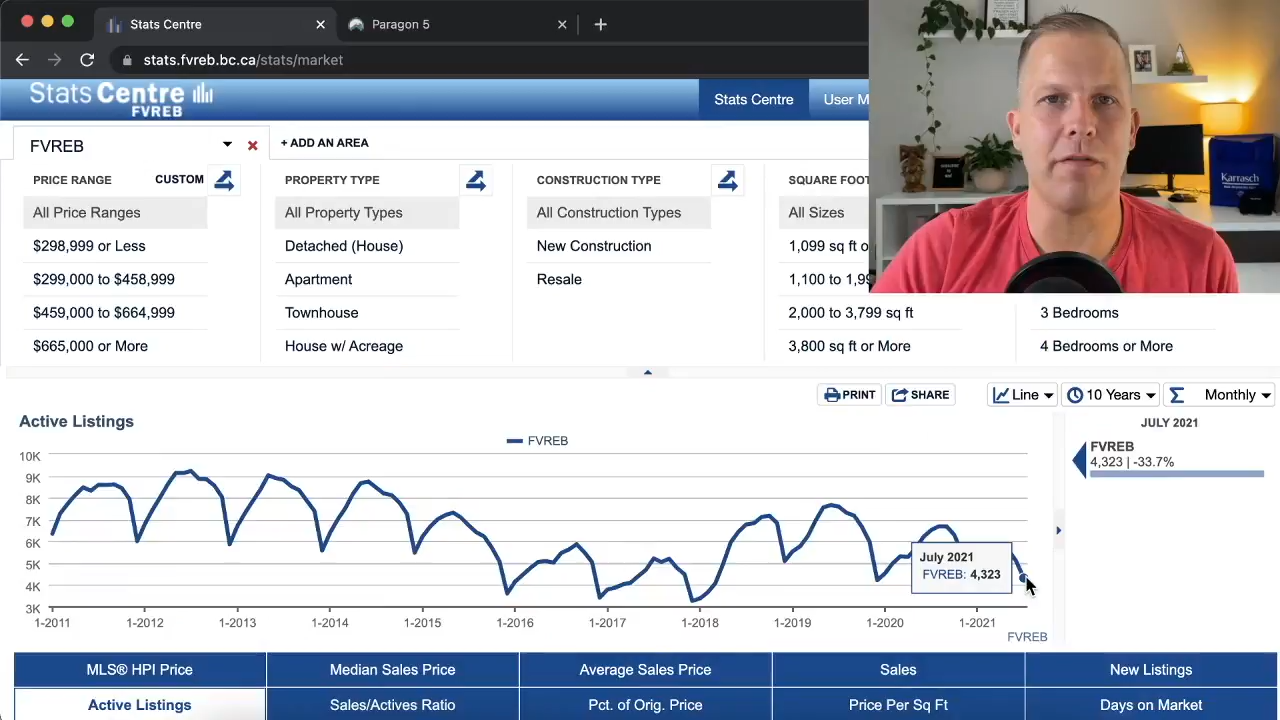 Stats Centre
Paragon 5
stats.fvreb.bc.ca/stats/market
Stats Centre
FVREB
Stats Centre
User M
FVREB
+ ADD AN AREA
PRICE RANGE
CUSTOM
All Price Ranges
$298,999 or Less
$299,000 to $458,999
$459,000 to $664,999
$665,000 or More
PROPERTY TYPE
All Property Types
Detached (House)
Apartment
Townhouse
House w/ Acreage
CONSTRUCTION TYPE
All Construction Types
New Construction
Resale
SQUARE FOOT
All Sizes
1,099 sq ft o
1,100 to 1,99
2,000 to 3,799 sq ft
3,800 sq ft or More
3 Bedrooms
4 Bedrooms or More
Karrasch
PRINT
SHARE
Line
10 Years
Monthly
Active Listings
FVREB
10K
9K
8K
7K
6K
5K
4K
3K
1-2011
1-2012
1-2013
1-2014
1-2015
1-2016
1-2017
1-2018
1-2019
1-2020
1-2021
FVREB
July 2021
FVREB: 4,323
JULY 2021
FVREB
4,323 | -33.7%
MLS® HPI Price
Median Sales Price
Average Sales Price
Sales
New Listings
Active Listings
Sales/Actives Ratio
Pct. of Orig. Price
Price Per Sq Ft
Days on Market